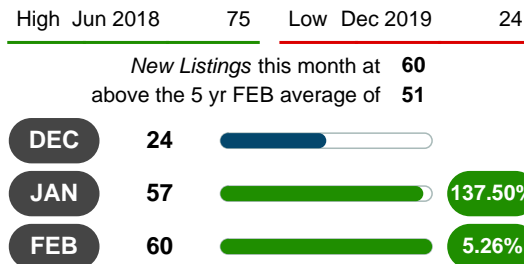 High Jun 2018 75 Low Dec 2019 24
New Listings this month at 60
above the 5 yr FEB average of 51
DEC 24
JAN 57 137.50%
FEB 60 5.26%